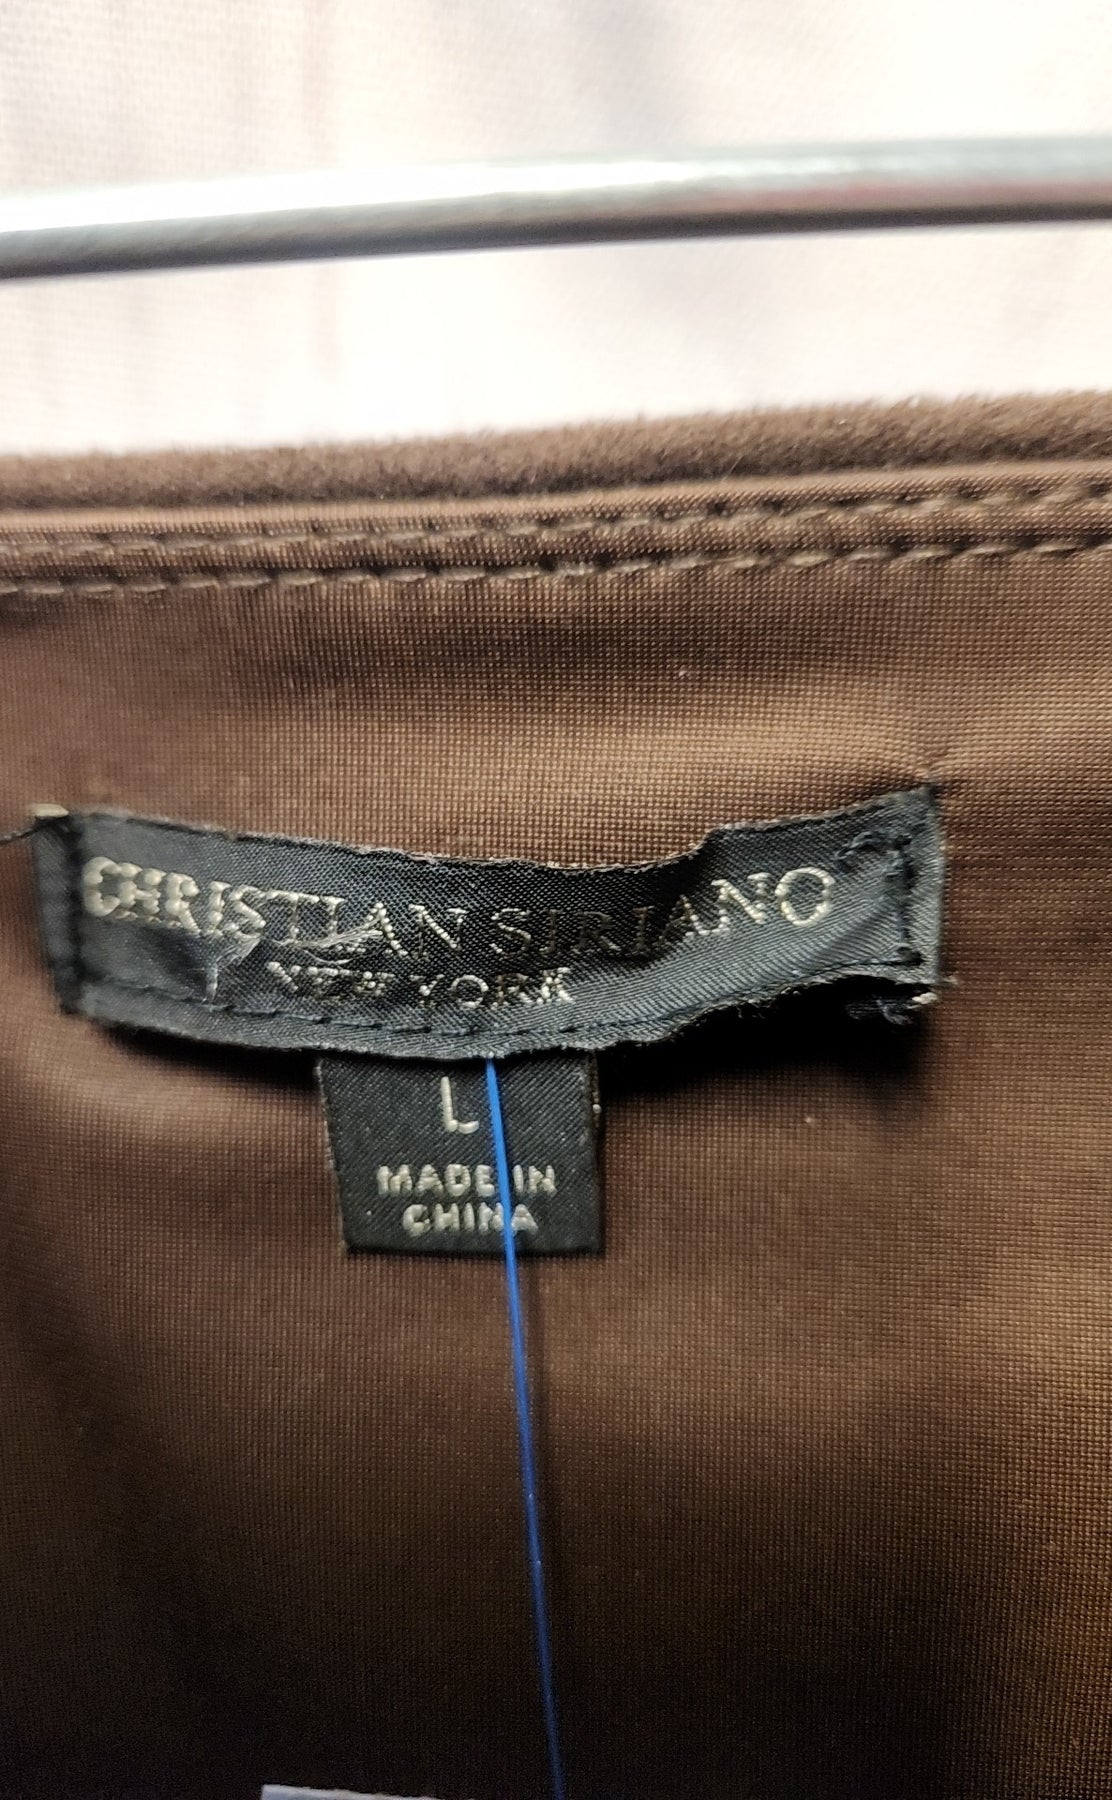 CHRISTIAN SIRIANO
NEW YORK
L
MADE IN
CHINA